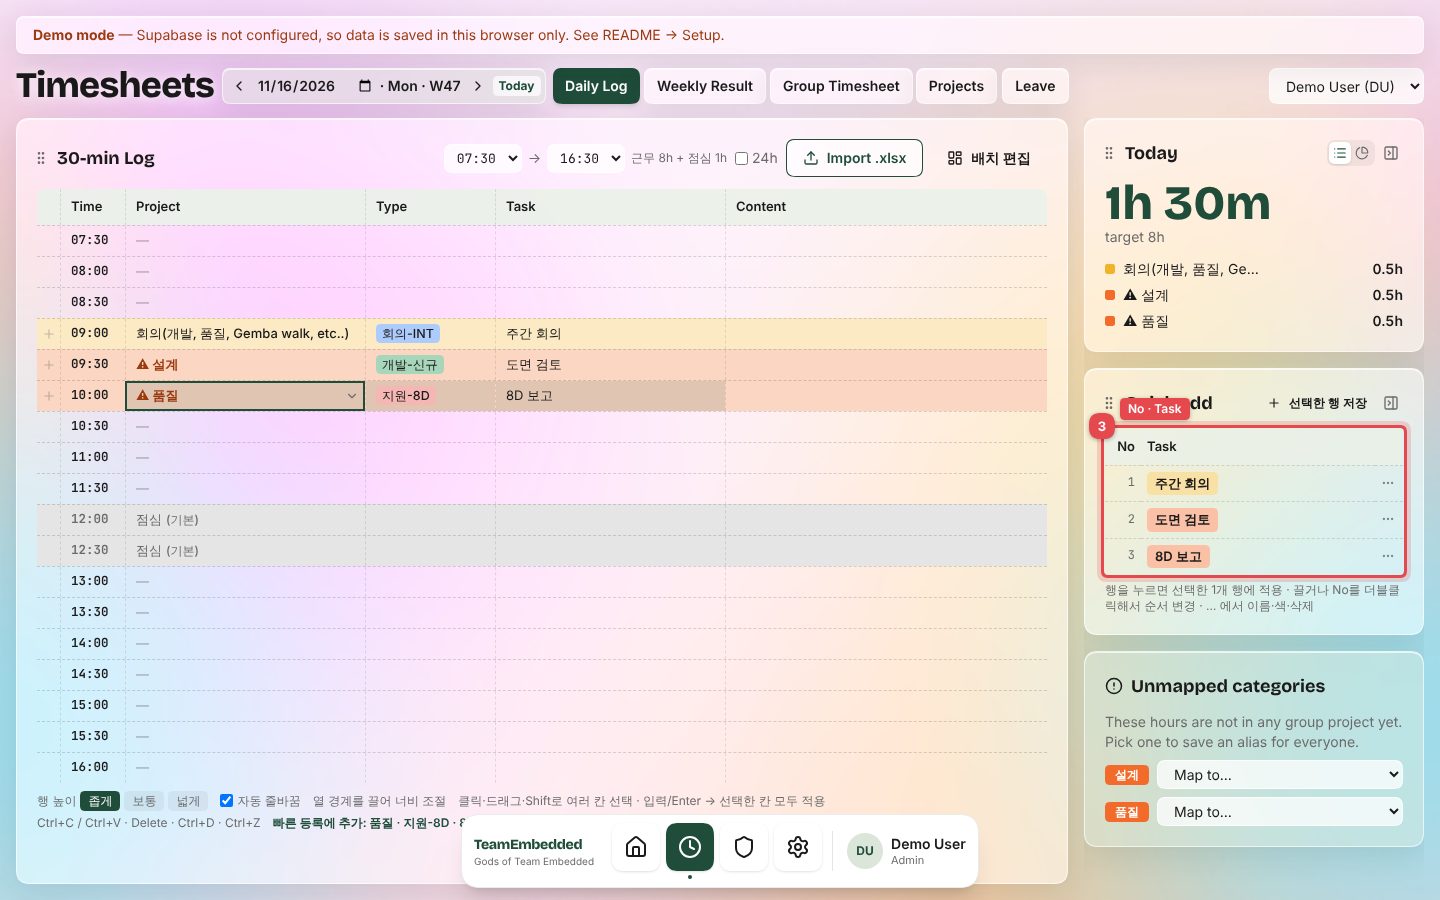 Demo mode — Supabase is not configured, so data is saved in this browser only. See README → Setup.
Timesheets
11/16/2026 · Mon · W47 Today
Daily Log
Weekly Result
Group Timesheet
Projects
Leave
Demo User (DU)
30-min Log
07:30 → 16:30 근무 8h + 점심 1h 24h
Import .xlsx
배치 편집
Time Project Type Task Content
07:30 —
08:00 —
08:30 —
+ 09:00 회의(개발, 품질, Gemba walk, etc..) 회의-INT 주간 회의
+ 09:30 설계 개발-신규 도면 검토
+ 10:00 품질 지원-8D 8D 보고
10:30 —
11:00 —
11:30 —
12:00 점심 (기본)
12:30 점심 (기본)
13:00 —
13:30 —
14:00 —
14:30 —
15:00 —
15:30 —
16:00 —
행 높이 좁게 보통 넓게 자동 줄바꿈 열 경계를 끌어 너비 조절 클릭·드래그·Shift로 여러 칸 선택 · 입력/Enter → 선택한 칸 모두 적용
Ctrl+C / Ctrl+V · Delete · Ctrl+D · Ctrl+Z 빠른 등록에 추가: 품질 · 지원-8D ·
Today
1h 30m
target 8h
회의(개발, 품질, Ge... 0.5h
설계 0.5h
품질 0.5h
+ 선택한 행 저장
No · Task
3
No Task
1 주간 회의 ...
2 도면 검토 ...
3 8D 보고 ...
행을 누르면 선택한 1개 행에 적용 · 끌거나 No를 더블클
릭해서 순서 변경 · ... 에서 이름·색·삭제
Unmapped categories
These hours are not in any group project yet.
Pick one to save an alias for everyone.
설계 Map to...
품질 Map to...
TeamEmbedded
Gods of Team Embedded
DU
Demo User
Admin